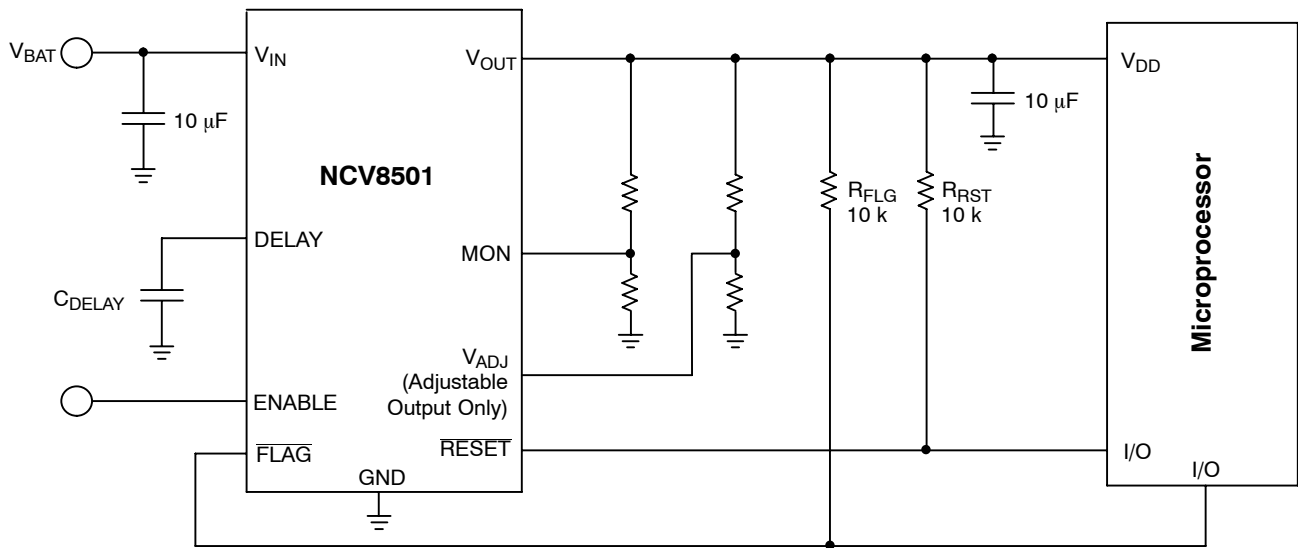 V_BAT
V_IN
10 μF
NCV8501
V_OUT
DELAY
C_DELAY
MON
V_ADJ
(Adjustable
Output Only)
ENABLE
FLAG
RESET
GND
R_FLG
10 k
R_RST
10 k
10 μF
V_DD
Microprocessor
I/O
I/O